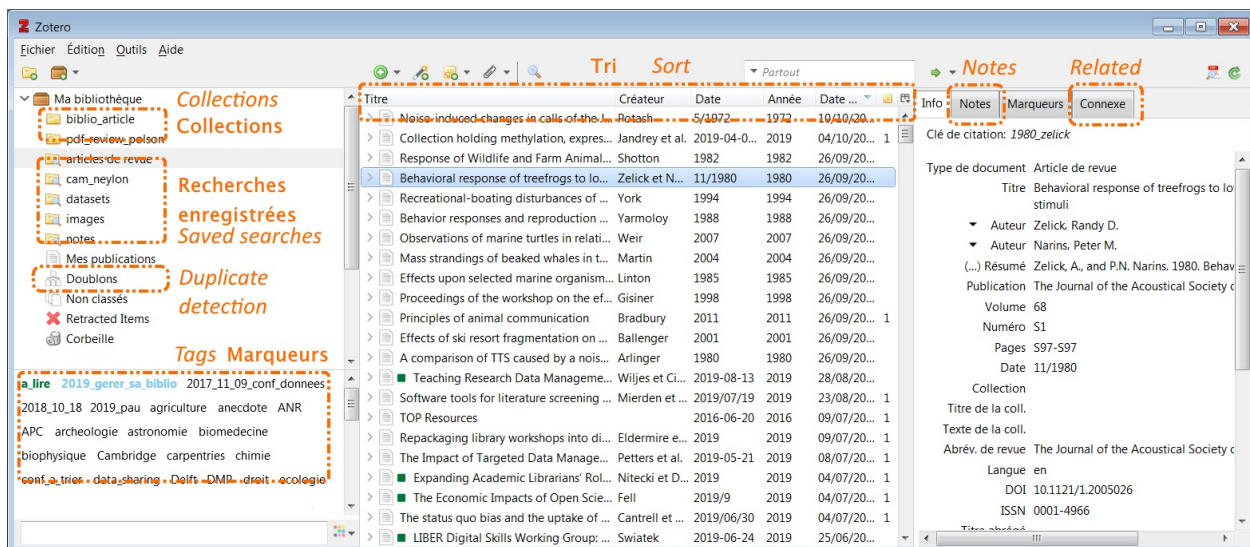 Zotero
Fichier Édition Outils Aide
Tri Sort
Partout
Notes Related
Ma bibliothèque
biblio_article
pdf_review_polson
articles de revue
cam_neylon
datasets
images
notes
Mes publications
Doublons
Non classés
Retracted Items
Corbeille
Collections
Collections
Recherches
enregistrées
Saved searches
Duplicate
detection
Tags Marqueurs
a_lire 2019_gerer_sa_biblio 2017_11_09_conf_donnees
2018_10_18 2019_pau agriculture anecdote ANR
APC archeologie astronomie biomedecine
biophysique Cambridge carpentries chimie
conf_a_trier data_sharing Delft DMP droit ecologie
Titre Créateur Date Année Date ...
Noise-induced changes in calls of the l... Potash 5/1972 1972 10/10/20...
Collection holding methylation, expres... Jandrey et al. 2019-04-0... 2019 04/10/20... 1
Response of Wildlife and Farm Animal... Shotton 1982 1982 26/09/20...
Behavioral response of treefrogs to lo... Zelick et N... 11/1980 1980 26/09/20...
Recreational-boating disturbances of ... York 1994 1994 26/09/20...
Behavior responses and reproduction ... Yarmoloy 1988 1988 26/09/20...
Observations of marine turtles in relati... Weir 2007 2007 26/09/20...
Mass strandings of beaked whales in t... Martin 2004 2004 26/09/20...
Effects upon selected marine organism... Linton 1985 1985 26/09/20...
Proceedings of the workshop on the ef... Gisiner 1998 1998 26/09/20...
Principles of animal communication Bradbury 2011 2011 26/09/20... 1
Effects of ski resort fragmentation on ... Ballenger 2001 2001 26/09/20...
A comparison of TTS caused by a nois... Arlinger 1980 1980 26/09/20...
Teaching Research Data Manageme... Wiljes et Ci... 2019-08-13 2019 28/08/20...
Software tools for literature screening ... Mierden et ... 2019/07/19 2019 23/08/20... 1
TOP Resources 2016-06-20 2016 09/07/20... 1
Repackaging library workshops into di... Eldermire e... 2019 2019 09/07/20... 1
The Impact of Targeted Data Manage... Petters et al. 2019-05-21 2019 08/07/20... 1
Expanding Academic Librarians' Rol... Nitecki et D... 2019 2019 04/07/20... 1
The Economic Impacts of Open Scie... Fell 2019/9 2019 04/07/20... 1
The status quo bias and the uptake of ... Cantrell et ... 2019/06/30 2019 04/07/20... 1
LIBER Digital Skills Working Group: ... Swiatek 2019-06-24 2019 25/06/20...
Info Notes Marqueurs Connexe
Clé de citation: 1980_zelick
Type de document Article de revue
Titre Behavioral response of treefrogs to lo
stimuli
Auteur Zelick, Randy D.
Auteur Narins, Peter M.
(...) Résumé Zelick, A., and P.N. Narins. 1980. Behav
Publication The Journal of the Acoustical Society
Volume 68
Numéro S1
Pages S97-S97
Date 11/1980
Collection
Titre de la coll.
Texte de la coll.
Abrév. de revue The Journal of the Acoustical Society
Langue en
DOI 10.1121/1.2005026
ISSN 0001-4966
Titre abrégé